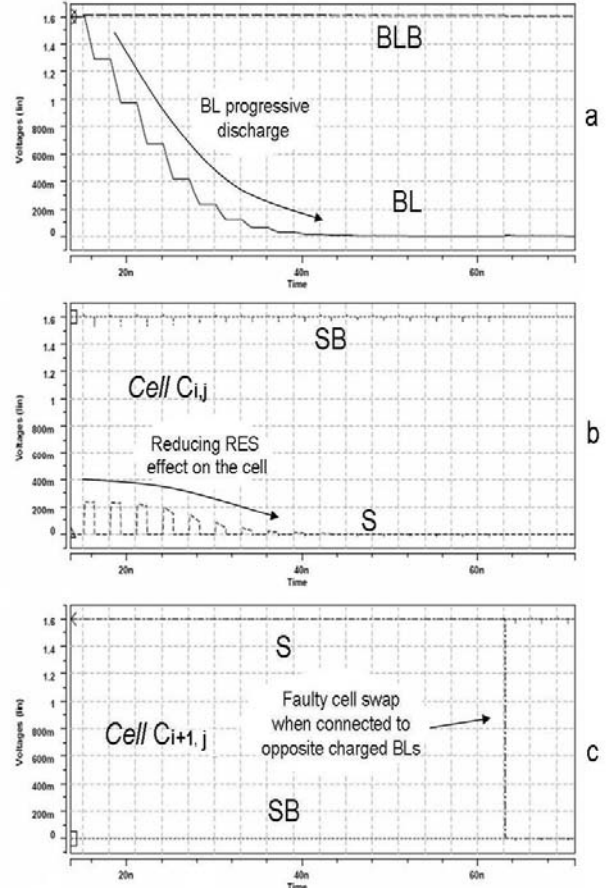 1.6
1.4
1.2
1
800m
600m
400m
200m
0
Voltages (lin)
BLB
BL progressive
discharge
BL
a
20n
40n
60n
Time
1.6
1.4
1.2
1
800m
600m
400m
200m
0
Voltages (lin)
SB
Cell Ci,j
Reducing RES
effect on the cell
S
b
20n
40n
60n
Time
1.6
1.4
1.2
1
800m
600m
400m
200m
0
Voltages (lin)
S
Cell Ci+1, j
Faulty cell swap
when connected to
opposite charged BLs
SB
c
20n
40n
60n
Time